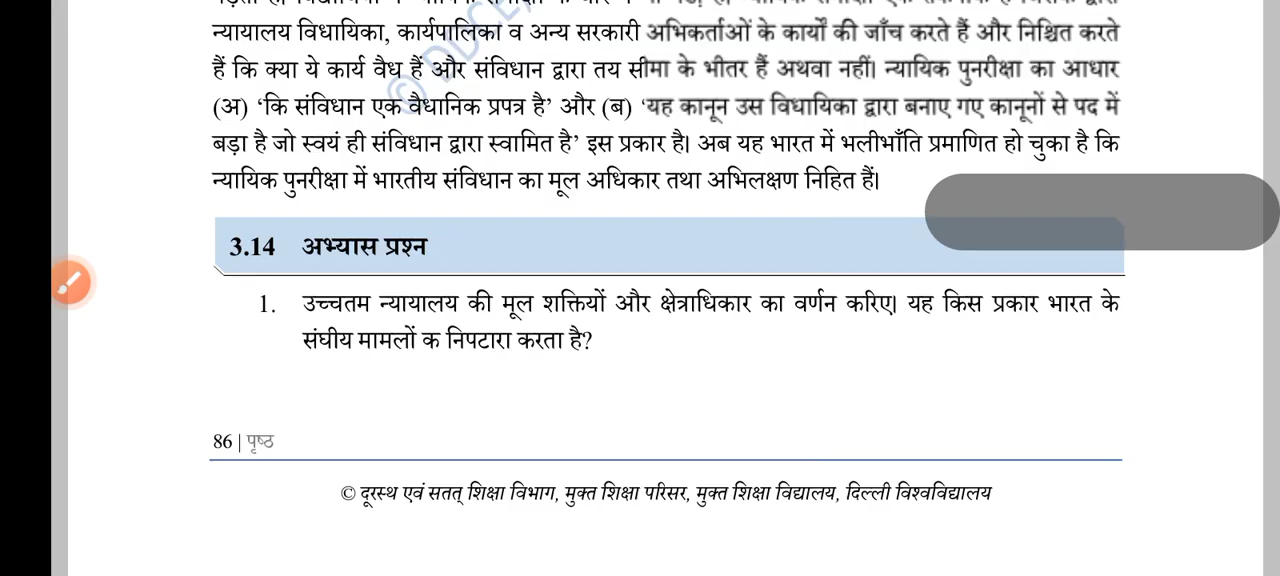 न्यायालय विधायिका, कार्यपालिका व अन्य सरकारी अभिकर्ताओं के कार्यों की जाँच करते हैं और निश्चित करते
हैं कि क्या ये कार्य वैध हैं और संविधान द्वारा तय सीमा के भीतर हैं अथवा नहीं। न्यायिक पुनरीक्षा का आधार
(अ) ‘कि संविधान एक वैधानिक प्रपत्र है’ और (ब) ‘यह कानून उस विधायिका द्वारा बनाए गए कानूनों से पद में
बड़ा है जो स्वयं ही संविधान द्वारा स्वामित है’ इस प्रकार है। अब यह भारत में भलीभाँति प्रमाणित हो चुका है कि
न्यायिक पुनरीक्षा में भारतीय संविधान का मूल अधिकार तथा अभिलक्षण निहित हैं।
3.14 अभ्यास प्रश्न
1. उच्चतम न्यायालय की मूल शक्तियों और क्षेत्राधिकार का वर्णन करिए। यह किस प्रकार भारत के
संघीय मामलों क निपटारा करता है?
86 | पृष्ठ
© दूरस्थ एवं सतत् शिक्षा विभाग, मुक्त शिक्षा परिसर, मुक्त शिक्षा विद्यालय, दिल्ली विश्वविद्यालय